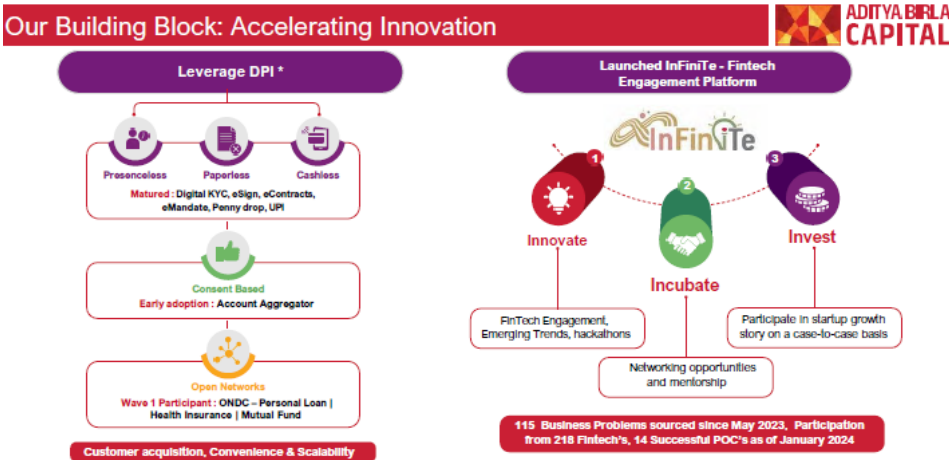 Our Building Block: Accelerating Innovation
ADITYA BIRLA
CAPITAL
Leverage DPI *
Presenceless
Paperless
Cashless
Matured : Digital KYC, eSign, eContracts,
eMandate, Penny drop, UPI
Consent Based
Early adoption : Account Aggregator
Open Networks
Wave 1 Participant : ONDC – Personal Loan |
Health Insurance | Mutual Fund
Customer acquisition, Convenience & Scalability
Launched InFiniTe - Fintech
Engagement Platform
InFiniTe
1
2
3
Innovate
Incubate
Invest
FinTech Engagement,
Emerging Trends, hackathons
Networking opportunities
and mentorship
Participate in startup growth
story on a case-to-case basis
115 Business Problems sourced since May 2023, Participation
from 218 Fintech's, 14 Successful POC's as of January 2024